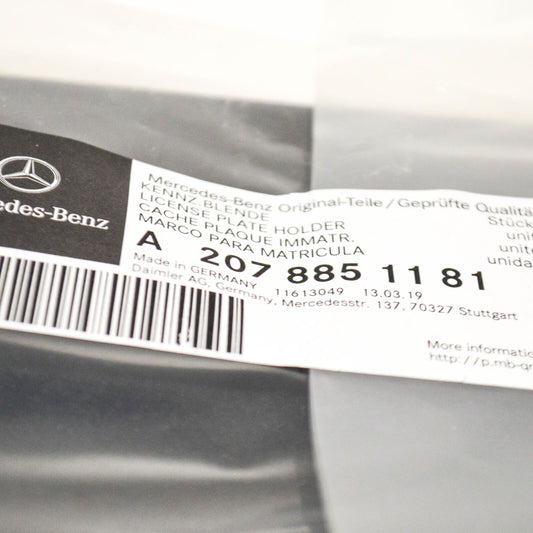 edes-Benz
Mercedes-Benz Original-Teile/Geprüfte Qualitä
KENNZ.BLENDE
LICENSE PLATE HOLDER
CACHE PLAQUE IMMATR.
MARCO PARA MATRICULA
Stück
unit
unite
unida
A 207 885 11 81
Made in GERMANY 11613049 13.03.19
Daimler AG, Germany, Mercedesstr. 137, 70327 Stuttgart
More informatio
http://p.mb-qr